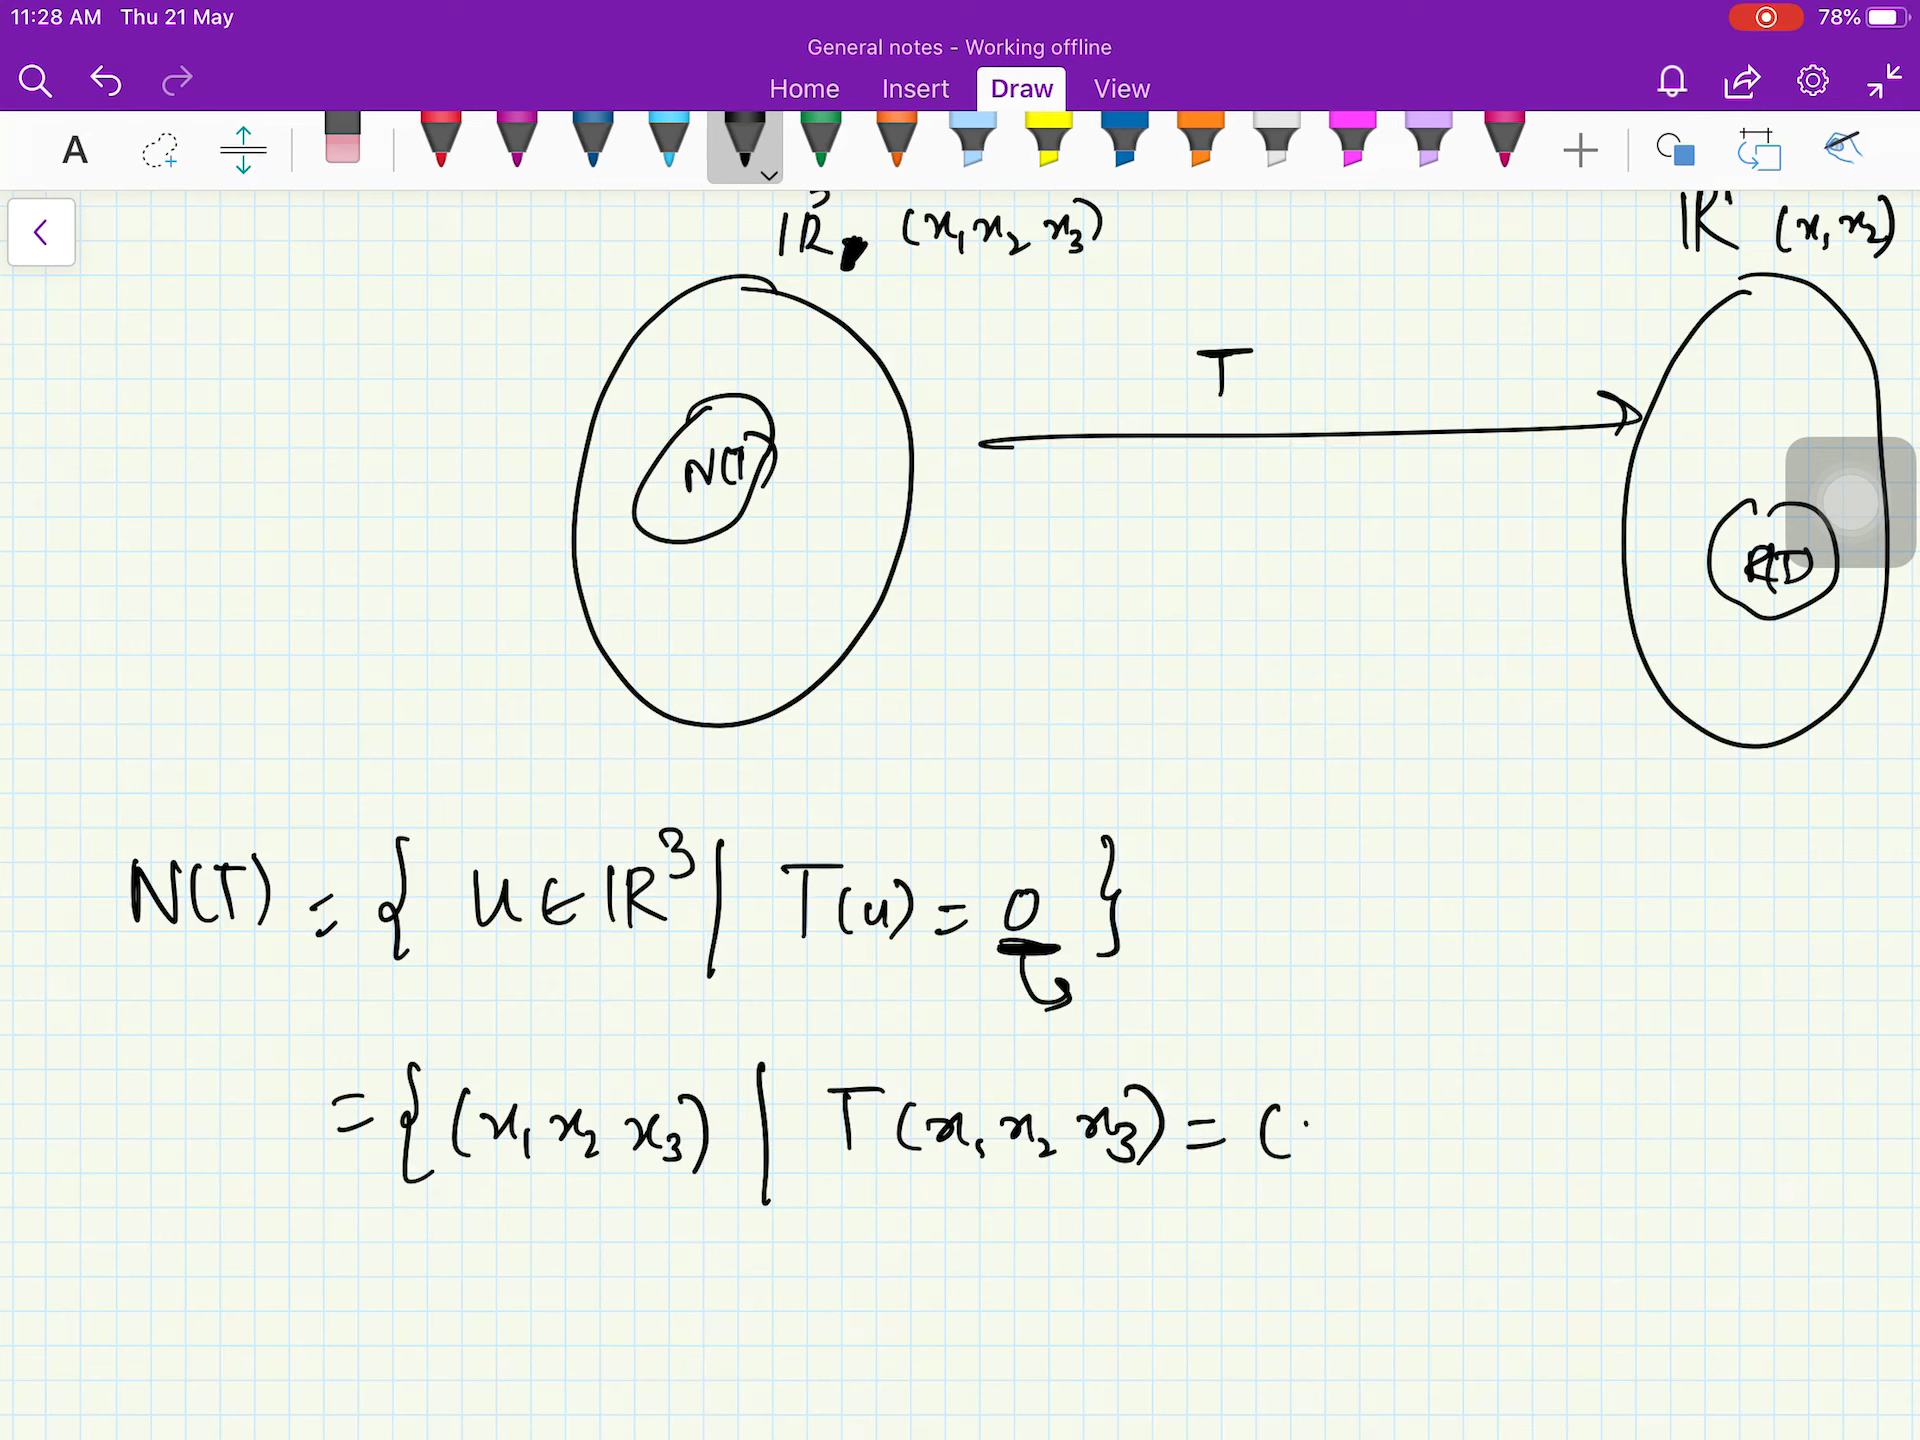 11:28 AM Thu 21 May 78%
General notes - Working offline
Home Insert Draw View
A
ℝ³ (x₁ x₂ x₃) (x₁ x₂)
T
N(T)
R(T)
N(T) = { u ∈ ℝ³ | T(u) = 0 }
= { (x₁ x₂ x₃) | T(x₁ x₂ x₃) = (